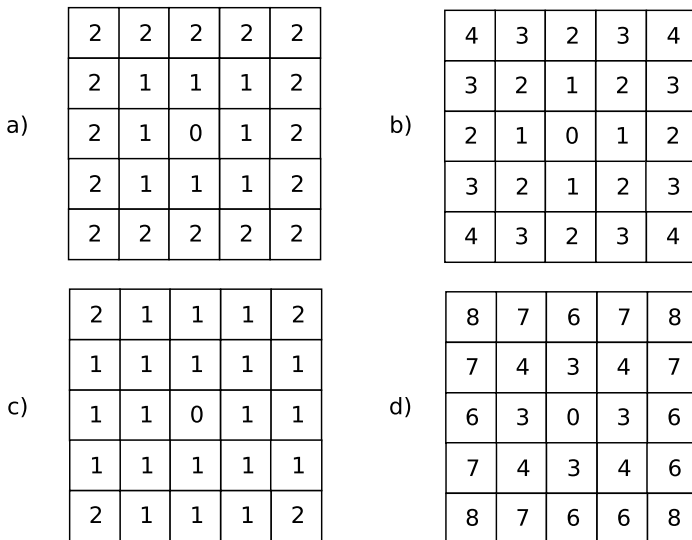 a)
2 2 2 2 2
2 1 1 1 2
2 1 0 1 2
2 1 1 1 2
2 2 2 2 2
b)
4 3 2 3 4
3 2 1 2 3
2 1 0 1 2
3 2 1 2 3
4 3 2 3 4
c)
2 1 1 1 2
1 1 1 1 1
1 1 0 1 1
1 1 1 1 1
2 1 1 1 2
d)
8 7 6 7 8
7 4 3 4 7
6 3 0 3 6
7 4 3 4 6
8 7 6 6 8